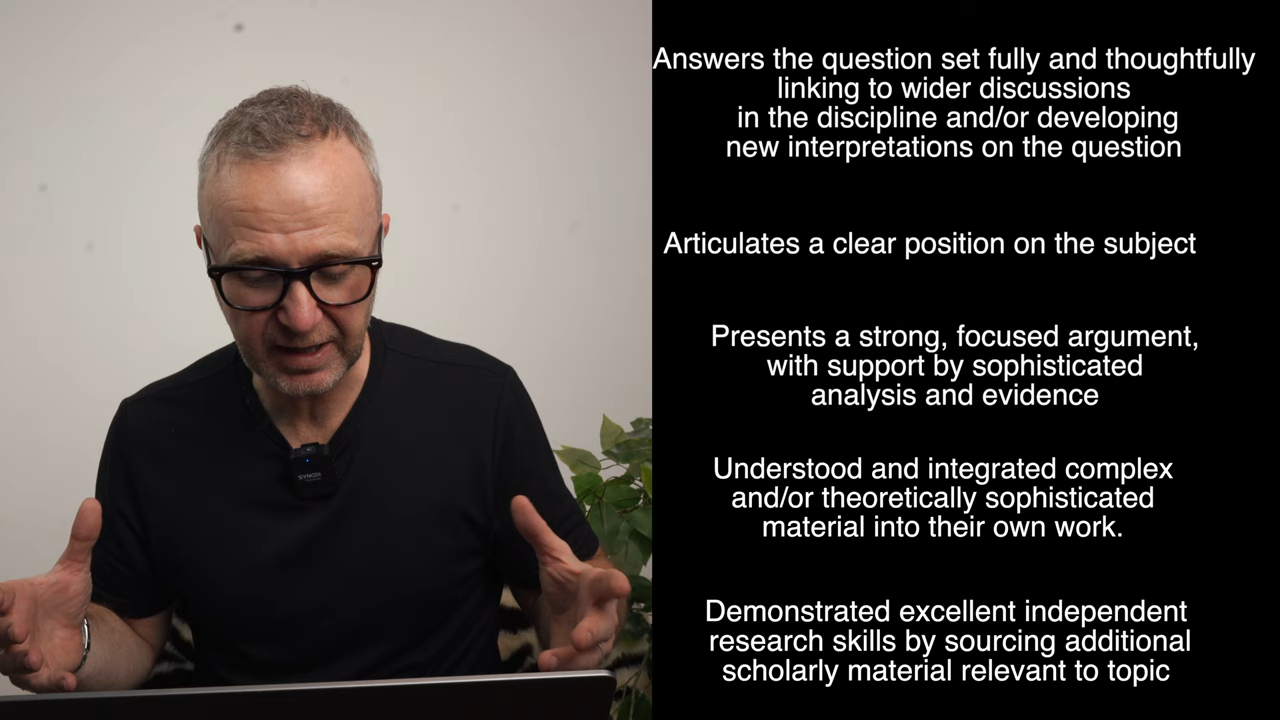 Answers the question set fully and thoughtfully
linking to wider discussions
in the discipline and/or developing
new interpretations on the question
Articulates a clear position on the subject
Presents a strong, focused argument,
with support by sophisticated
analysis and evidence
Understood and integrated complex
and/or theoretically sophisticated
material into their own work.
Demonstrated excellent independent
research skills by sourcing additional
scholarly material relevant to topic